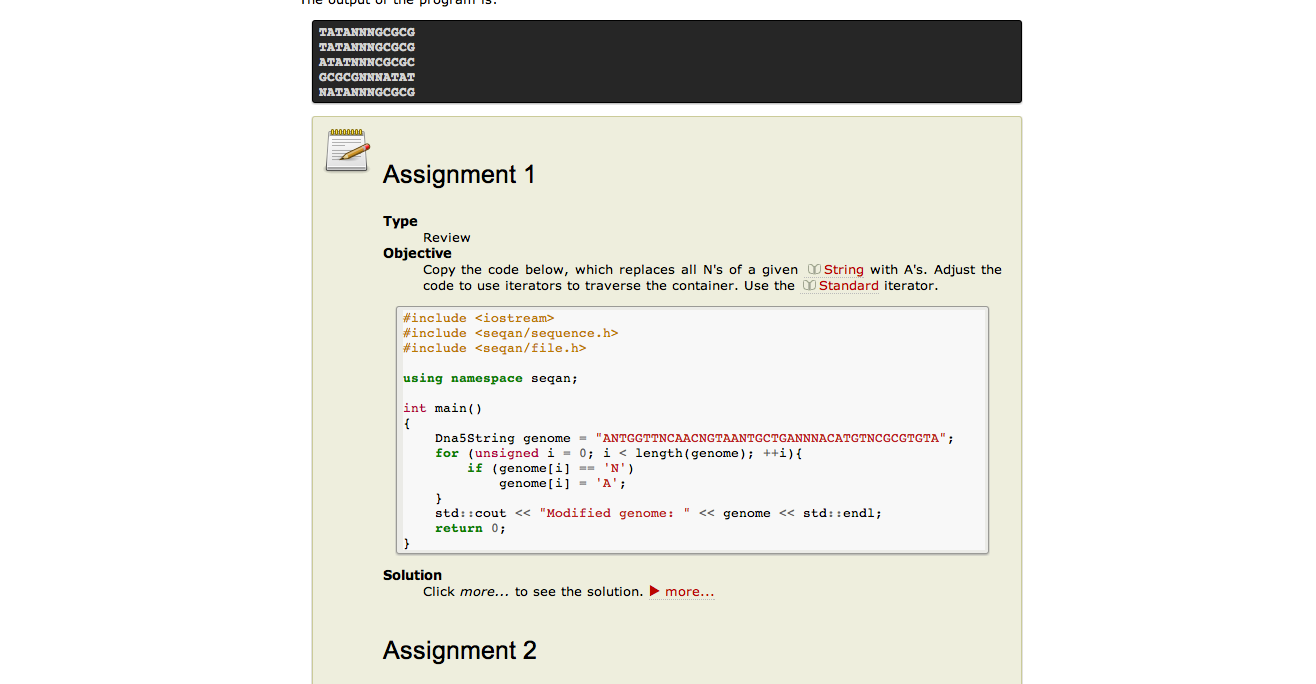 The output of the program is:
TATANNNGCGCG
TATANNNGCGCG
ATATNNNCGCGC
GCGCGNNNATAT
NATANNNGCGCG
Assignment 1
Type
Review
Objective
Copy the code below, which replaces all N's of a given String with A's. Adjust the
code to use iterators to traverse the container. Use the Standard iterator.
#include <iostream>
#include <seqan/sequence.h>
#include <seqan/file.h>
using namespace seqan;
int main()
{
Dna5String genome = "ANTGGTTNCAACNGTAANTGCTGANNNACATGTNCGCGTGTA";
for (unsigned i = 0; i < length(genome); ++i){
if (genome[i] == 'N')
genome[i] = 'A';
}
std::cout << "Modified genome: " << genome << std::endl;
return 0;
}
Solution
Click more... to see the solution. more...
Assignment 2